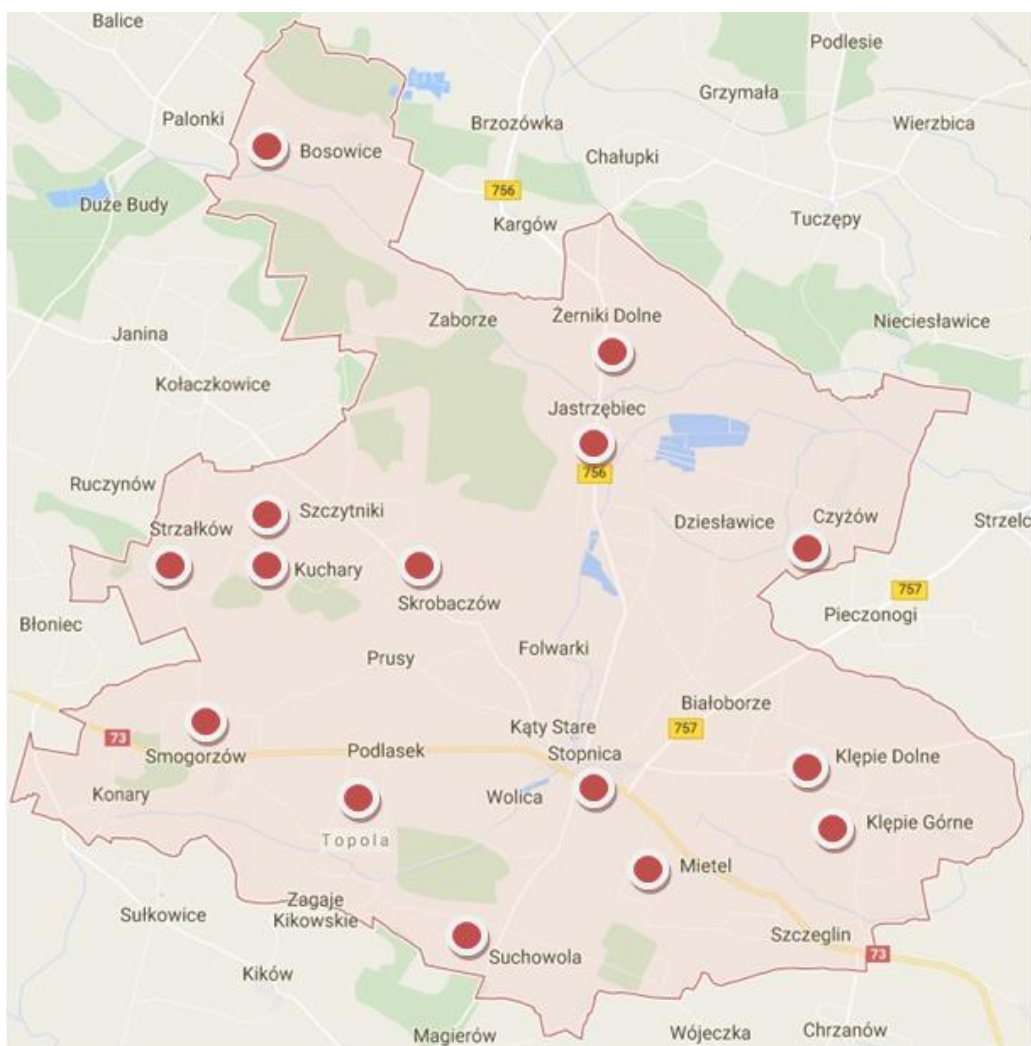 Balice
Podlesie
Grzymała
Palonki
Brzozówka
Wierzbica
Bosowice
Chałupki
756
Duże Budy
Tuczępy
Kargów
Zaborze
Żerniki Dolne
Nieciesławice
Janina
Kołaczkowice
Jastrzębiec
756
Ruczynów
Szczytniki
Strzałków
Dziesławice
Czyżów
Strzelc
Kuchary
Skrobaczów
757
Pieczonogi
Błoniec
Folwarki
Prusy
Białoborze
Kąty Stare
757
73
Smogorzów
Podlasek
Stopnica
Klępie Dolne
Konary
Wolica
Klępie Górne
Topola
Mietel
Zagaje
Kikowskie
Sułkowice
Szczeglin
Suchowola
73
Kików
Magierów
Wójeczka
Chrzanów